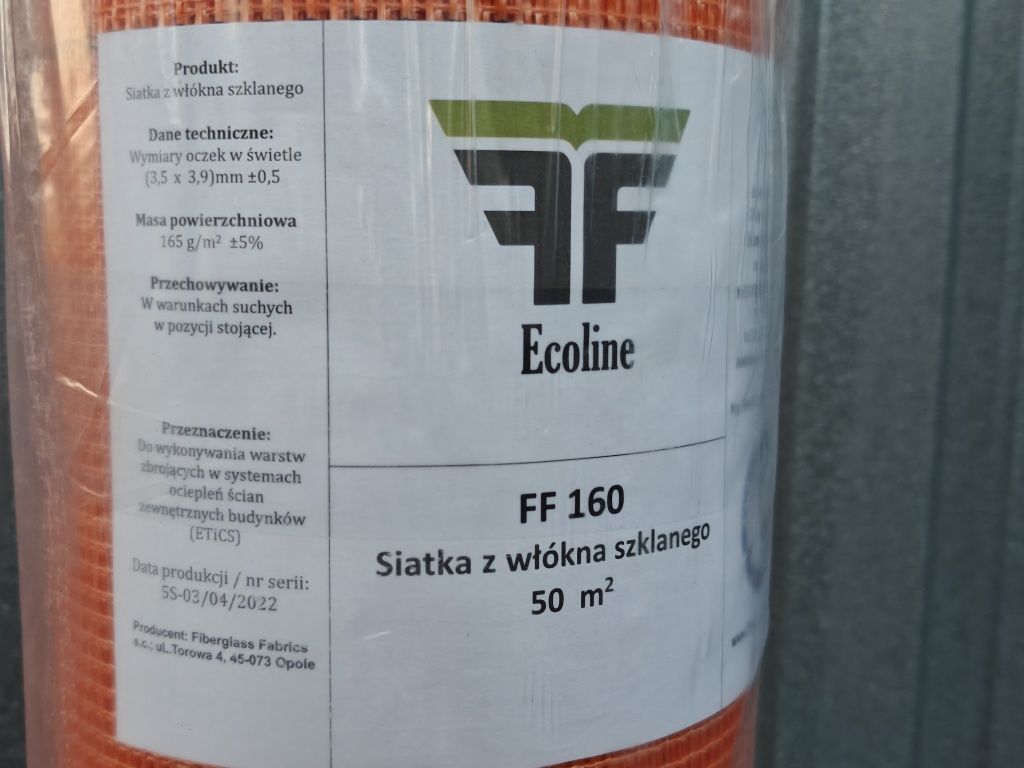 Produkt:
Siatka z włókna szklanego
Dane techniczne:
Wymiary oczek w świetle
(3,5 x 3,9)mm ±0,5
Masa powierzchniowa
165 g/m² ±5%
Przechowywanie:
W warunkach suchych
w pozycji stojącej.
Przeznaczenie:
Do wykonywania warstw
zbrojących w systemach
ociepleń ścian
zewnętrznych budynków
(ETiCS)
Data produkcji / nr serii:
5S-03/04/2022
Producent: Fiberglass Fabrics
s.c.; uL.Torowa 4, 45-073 Opole
FF
Ecoline
FF 160
Siatka z włókna szklanego
50 m²